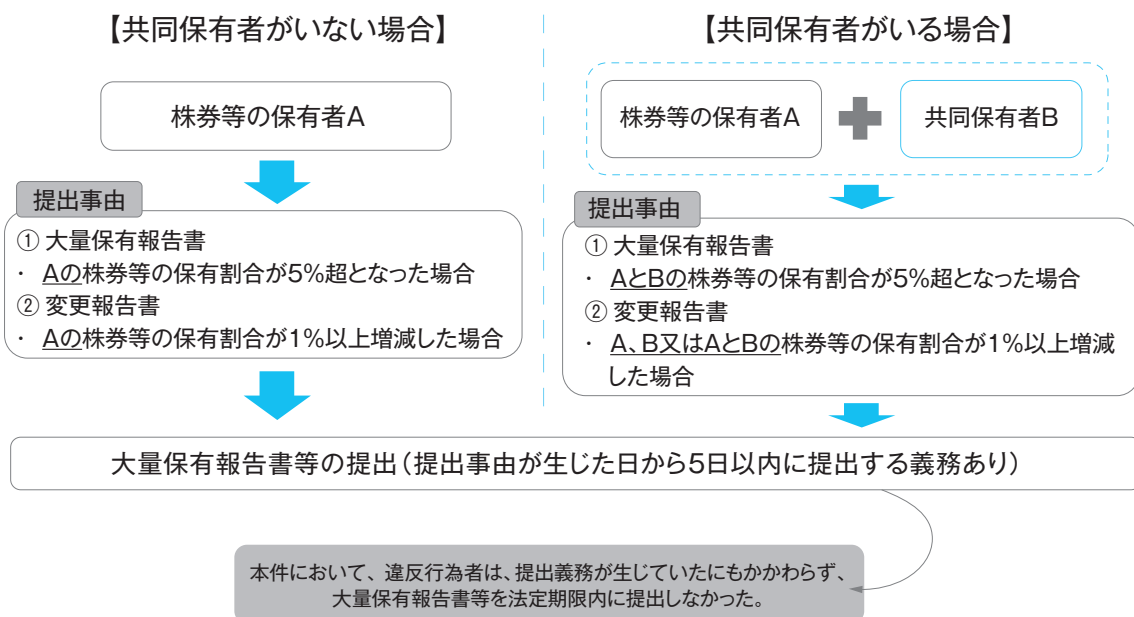 【共同保有者がいない場合】
株券等の保有者A
提出事由
① 大量保有報告書
・ Aの株券等の保有割合が5%超となった場合
② 変更報告書
・ Aの株券等の保有割合が1%以上増減した場合
【共同保有者がいる場合】
株券等の保有者A
共同保有者B
提出事由
① 大量保有報告書
・ AとBの株券等の保有割合が5%超となった場合
② 変更報告書
・ A、B又はAとBの株券等の保有割合が1%以上増減
した場合
大量保有報告書等の提出（提出事由が生じた日から5日以内に提出する義務あり）
本件において、違反行為者は、提出義務が生じていたにもかかわらず、
大量保有報告書等を法定期限内に提出しなかった。